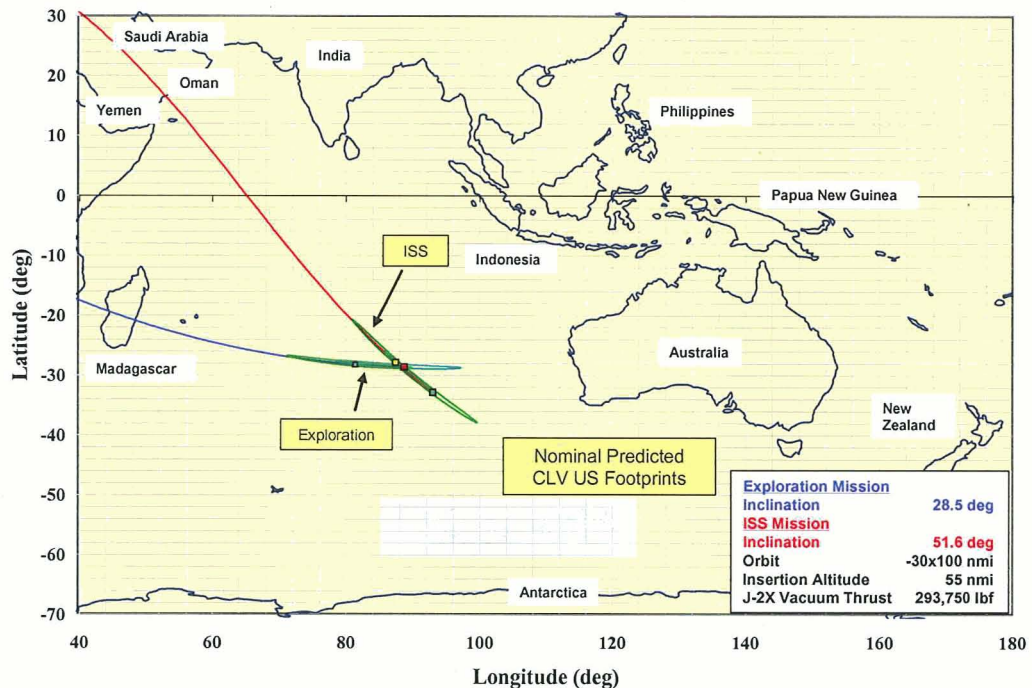 30
20
10
0
-10
-20
-30
-40
-50
-60
-70
Latitude (deg)
Saudi Arabia
India
Oman
Yemen
Philippines
Papua New Guinea
ISS
Indonesia
Madagascar
Australia
Exploration
New
Zealand
Nominal Predicted
CLV US Footprints
Exploration Mission
Inclination 28.5 deg
ISS Mission
Inclination 51.6 deg
Orbit -30x100 nmi
Insertion Altitude 55 nmi
J-2X Vacuum Thrust 293,750 lbf
Antarctica
40 60 80 100 120 140 160 180
Longitude (deg)